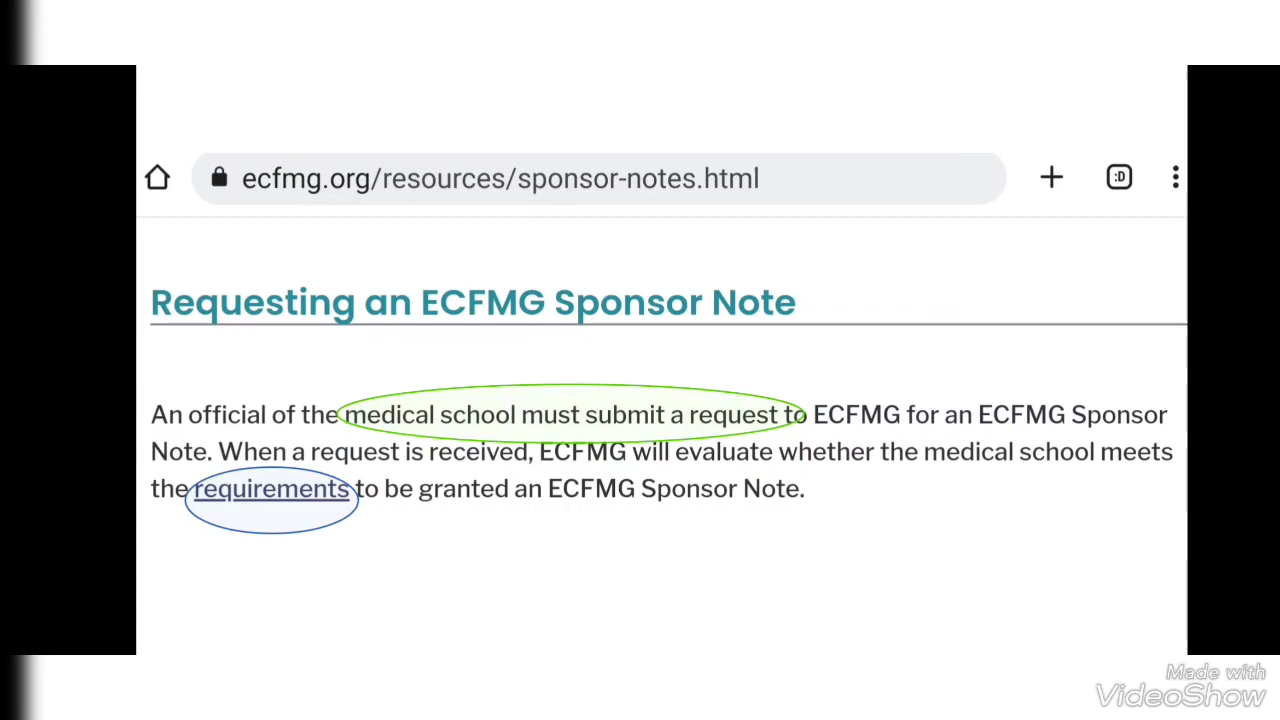 ecfmg.org/resources/sponsor-notes.html
:D
Requesting an ECFMG Sponsor Note
An official of the medical school must submit a request to ECFMG for an ECFMG Sponsor
Note. When a request is received, ECFMG will evaluate whether the medical school meets
the requirements to be granted an ECFMG Sponsor Note.
Made with
VideoShow